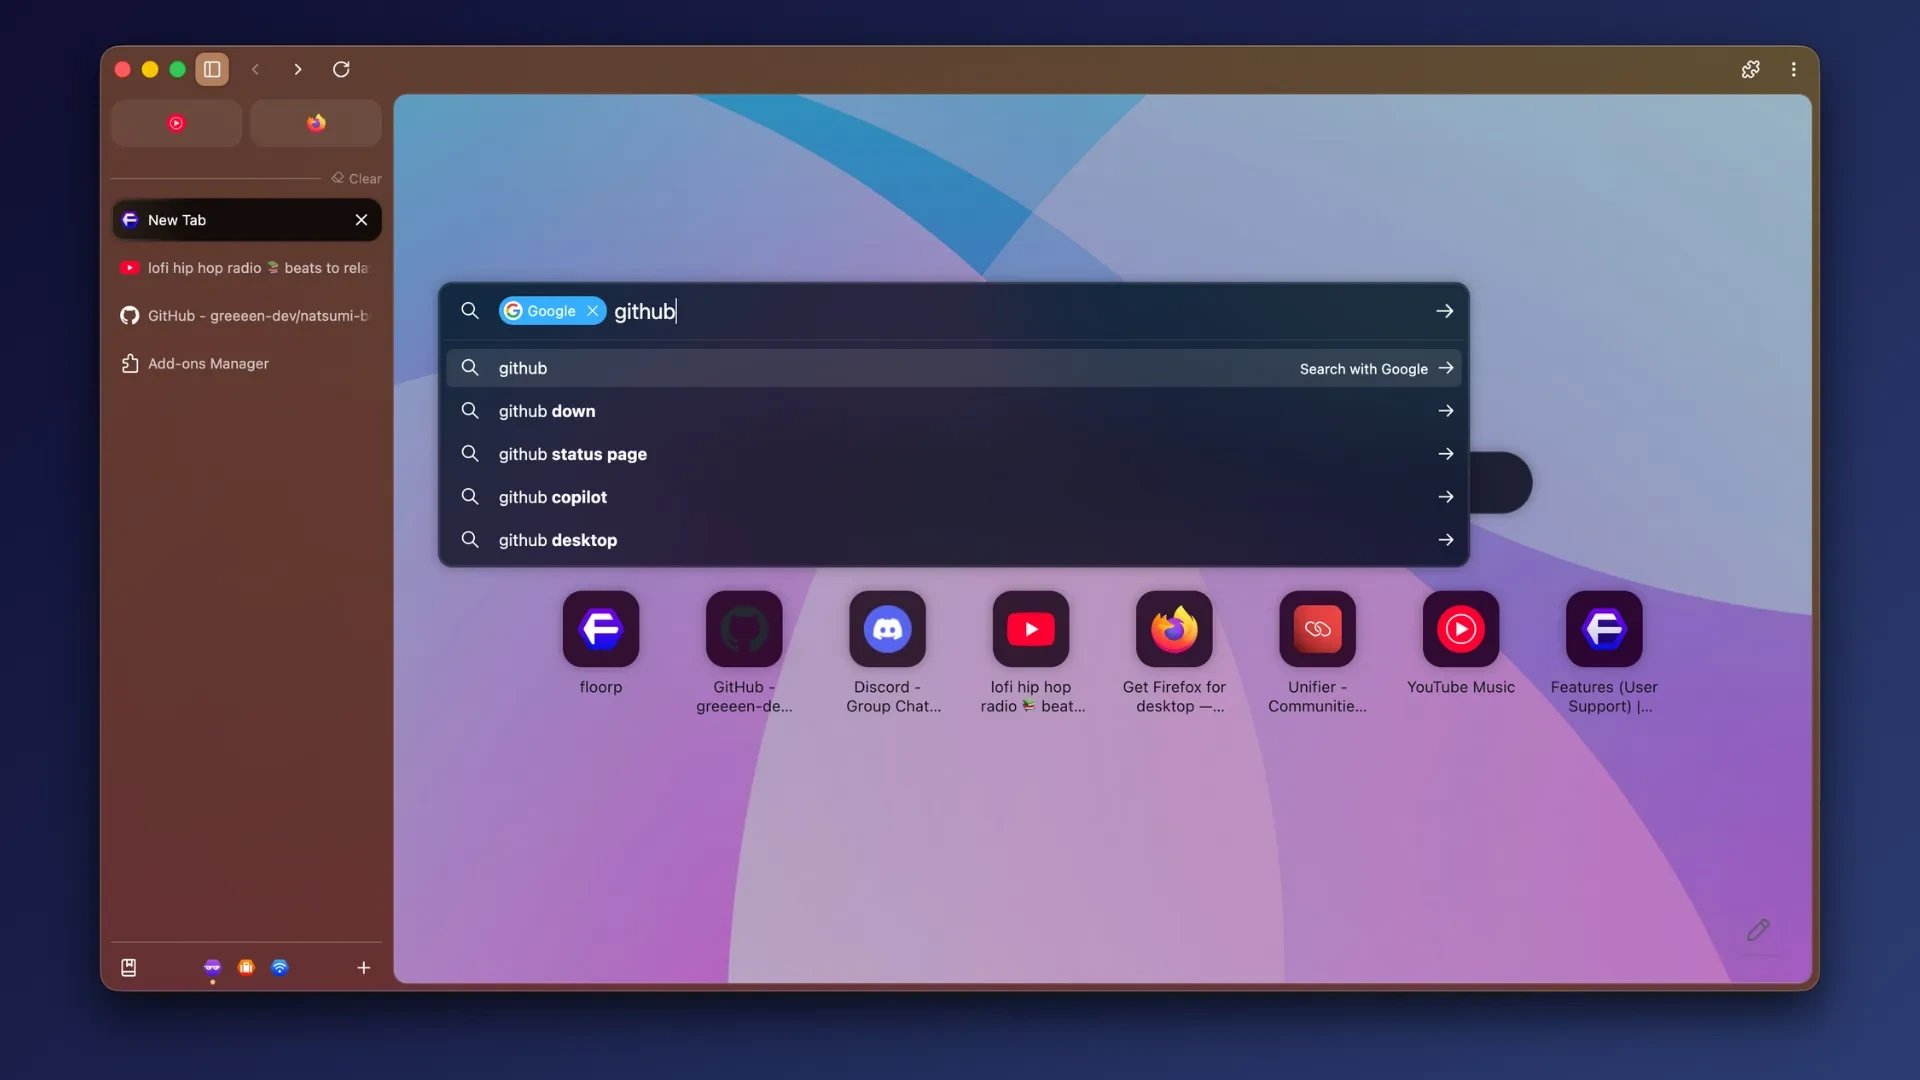 Clear
New Tab
lofi hip hop radio 📚 beats to rela
GitHub - greeeen-dev/natsumi-b
Add-ons Manager
Google github
github Search with Google
github down
github status page
github copilot
github desktop
floorp
GitHub -
greeeen-de...
Discord -
Group Chat...
lofi hip hop
radio 📚 beat...
Get Firefox for
desktop —...
Unifier -
Communitie...
YouTube Music
Features (User
Support) |...